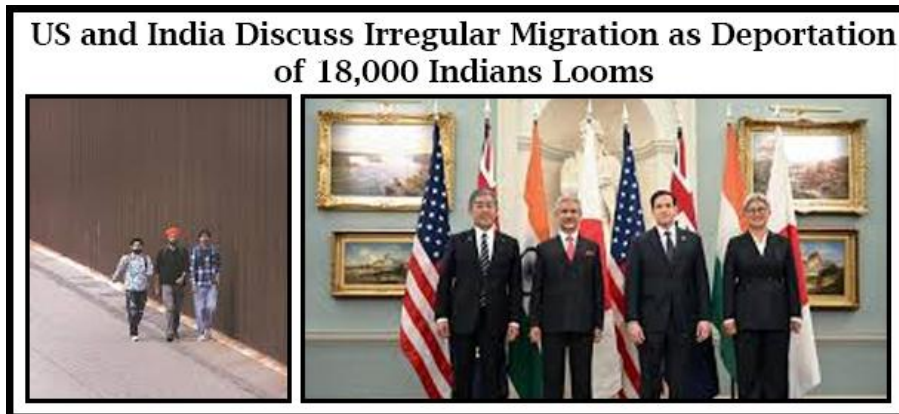 US and India Discuss Irregular Migration as Deportation
of 18,000 Indians Looms